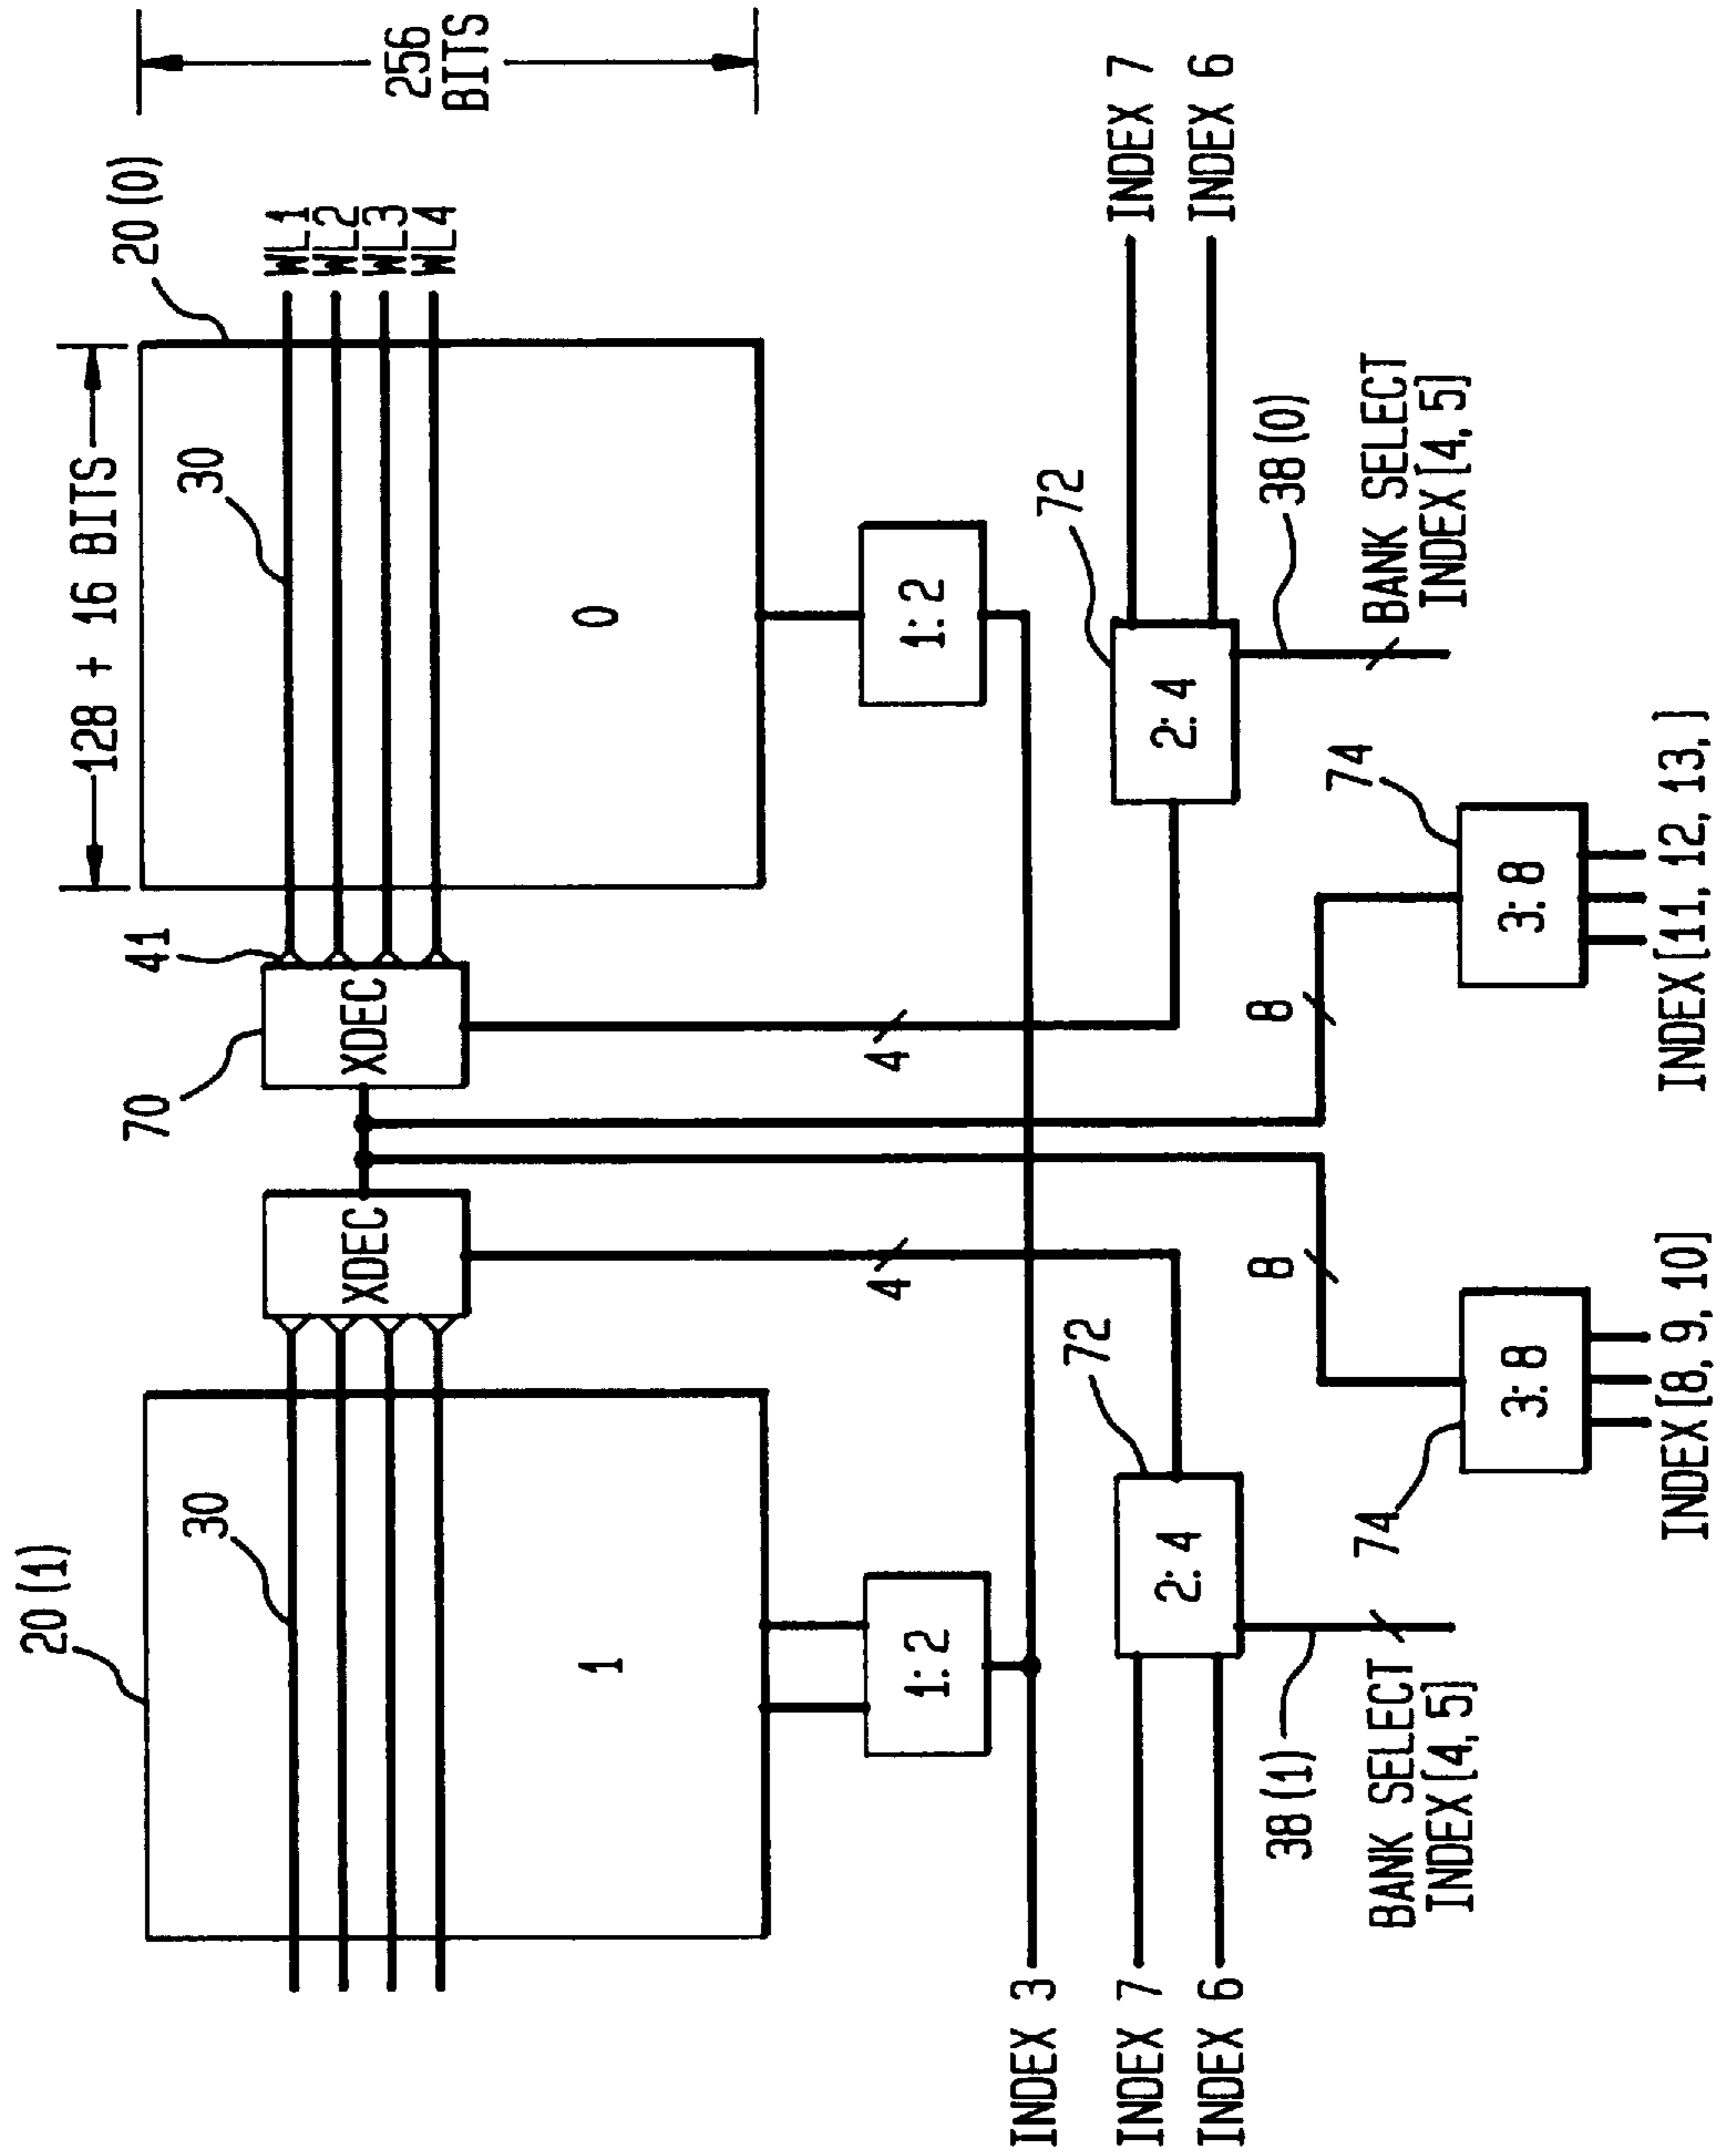 20 (1)
30
1
1:2
INDEX 3
INDEX 7
INDEX 6
2:4
72
38 (1)
BANK SELECT
INDEX[4, 5]
XDEC
4
XDEC
70
41
4
128 + 16 BITS
30
0
20 (0)
WL1
WL2
WL3
WL4
256
BITS
1:2
72
2:4
INDEX 7
INDEX 6
38 (0)
BANK SELECT
INDEX[4, 5]
8
8
74
3:8
INDEX[8, 9, 10]
74
3:8
INDEX[11, 12, 13,]